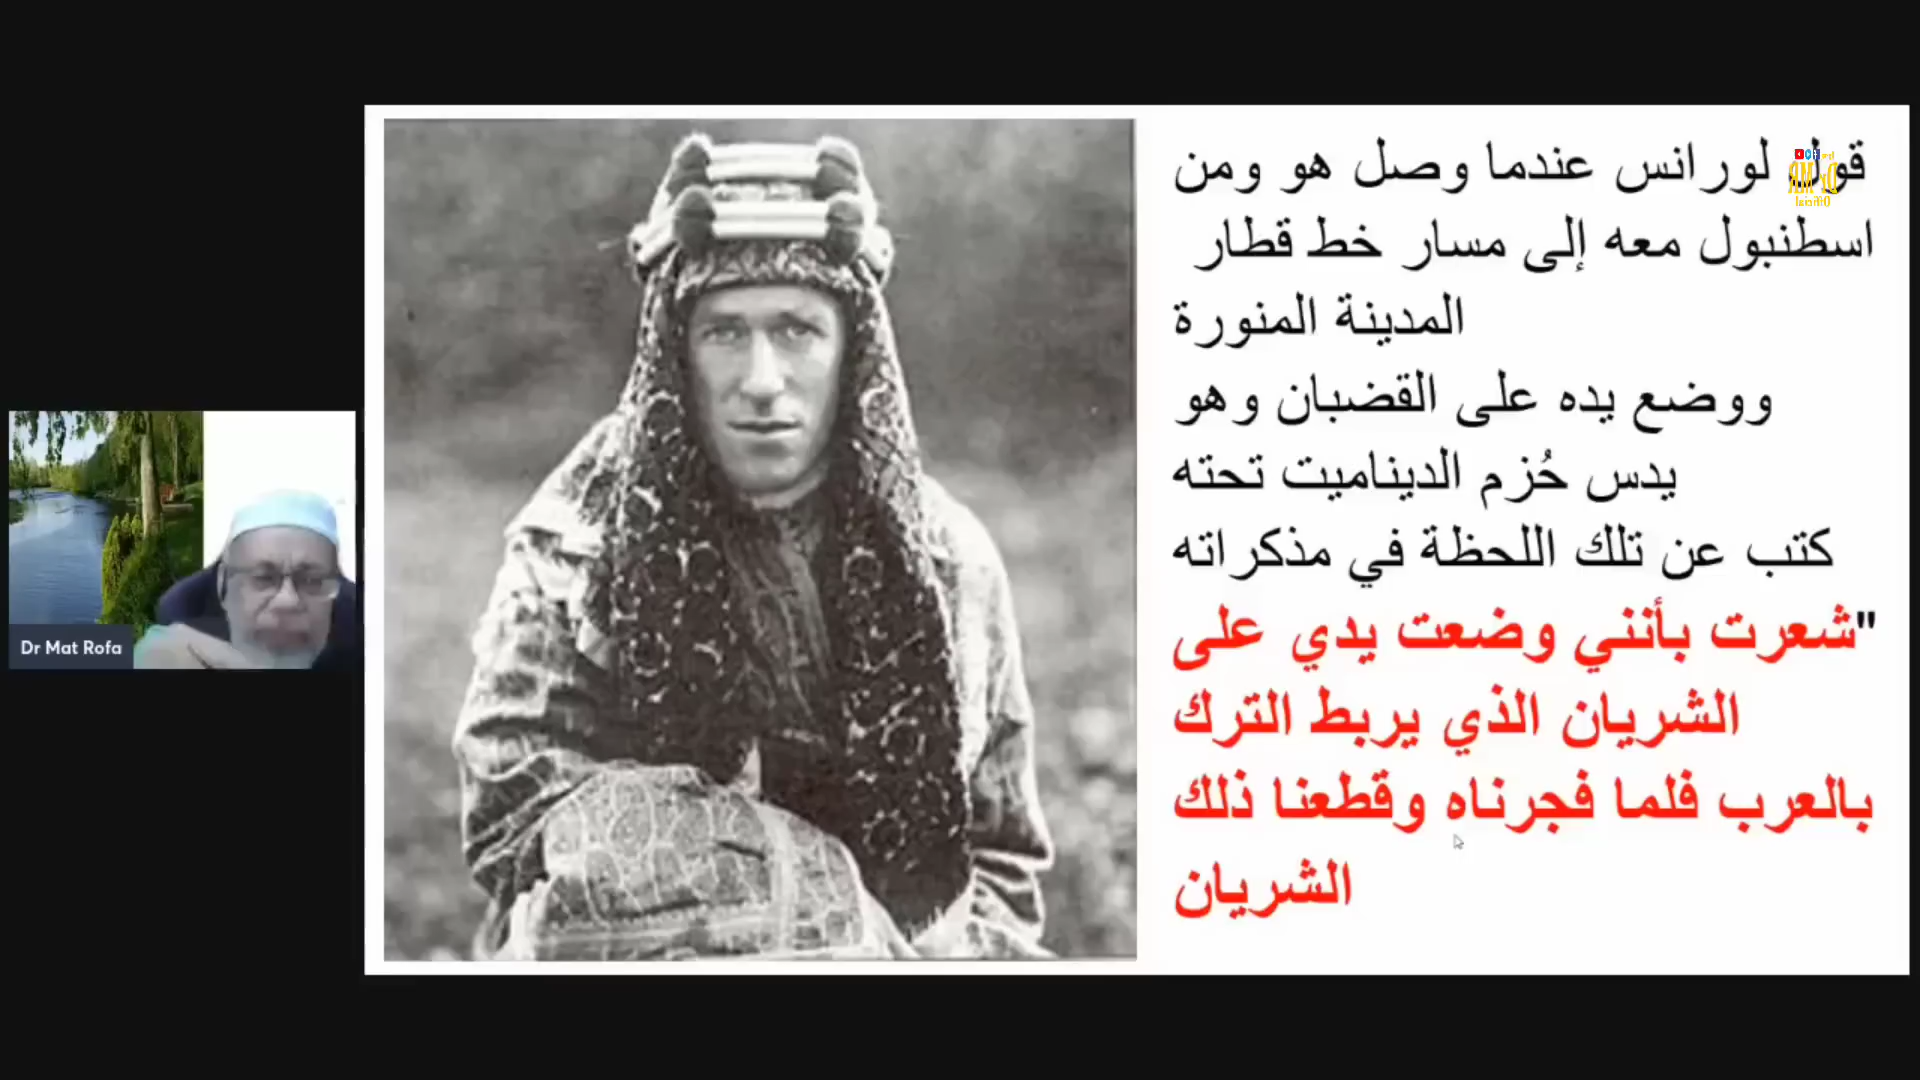 قول لورانس عندما وصل هو ومن
اسطنبول معه إلى مسار خط قطار
المدينة المنورة
ووضع يده على القضبان وهو
يدس حُزم الديناميت تحته
كتب عن تلك اللحظة في مذكراته
"شعرت بأنني وضعت يدي على
الشريان الذي يربط الترك
بالعرب فلما فجرناه وقطعنا ذلك
الشريان
Dr Mat Rofa